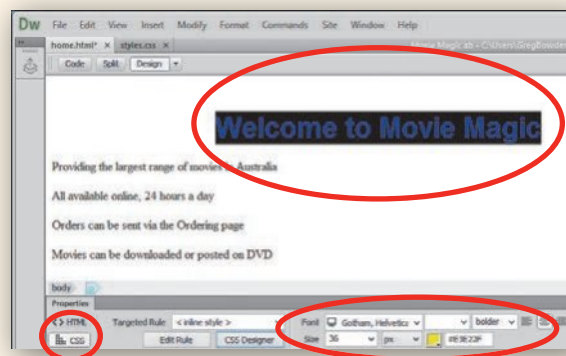 Dw File Edit View Insert Modify Format Commands Site Window Help
home.html* × styles.css ×
Code Split Design
Welcome to Movie Magic
Providing the largest range of movies in Australia
All available online, 24 hours a day
Orders can be sent via the Ordering page
Movies can be downloaded or posted on DVD
body
Properties
<> HTML Targeted Rule < inline style > Font Gotham, Helvetica bolder
CSS Edit Rule CSS Designer Size 36 px